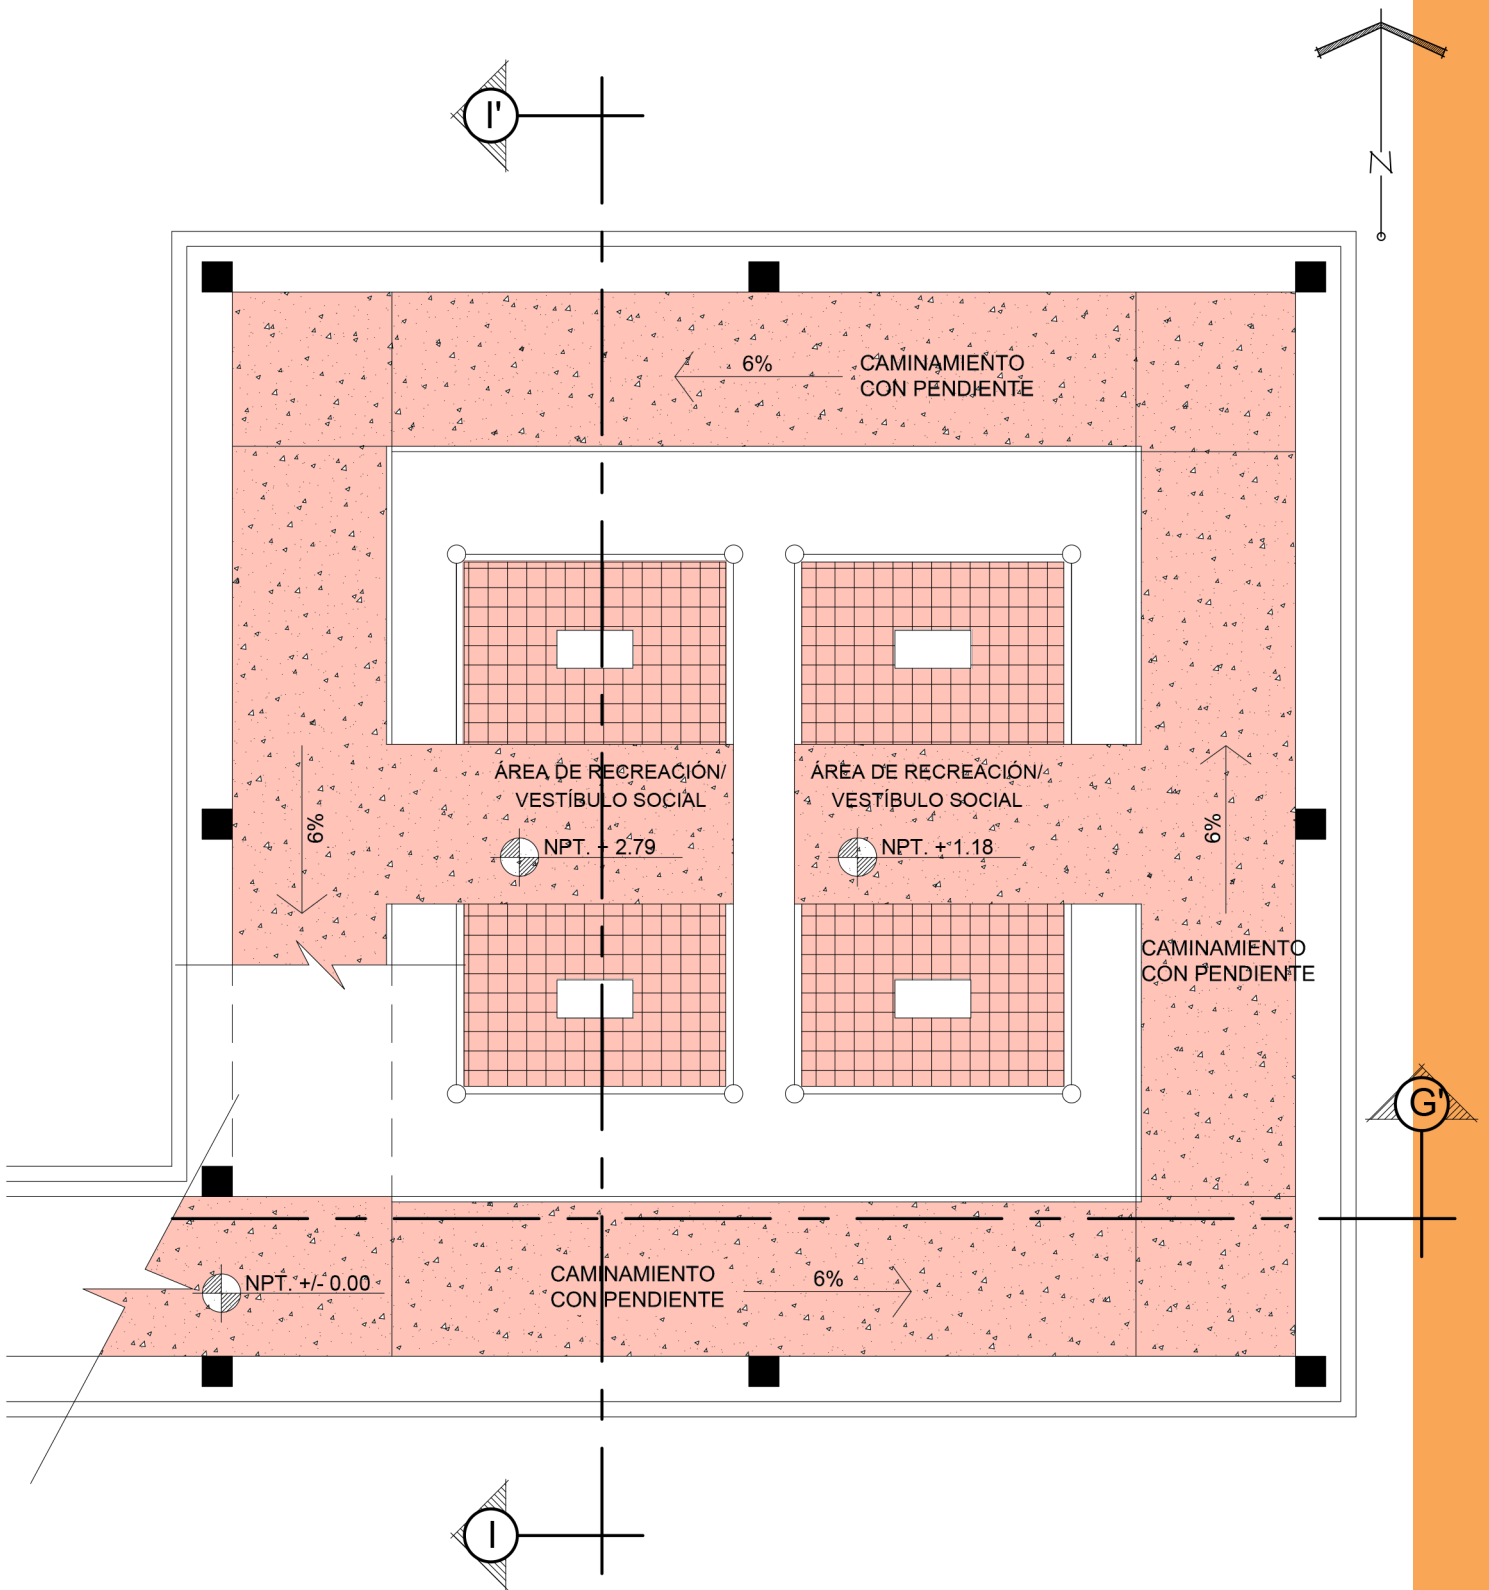 I'
N
6%
CAMINAMIENTO
CON PENDIENTE
ÁREA DE RECREACIÓN/
VESTÍBULO SOCIAL
NPT. + 2.79
ÁREA DE RECREACIÓN/
VESTÍBULO SOCIAL
NPT. + 1.18
6%
6%
CAMINAMIENTO
CON PENDIENTE
G'
NPT. +/- 0.00
CAMINAMIENTO
CON PENDIENTE
6%
I